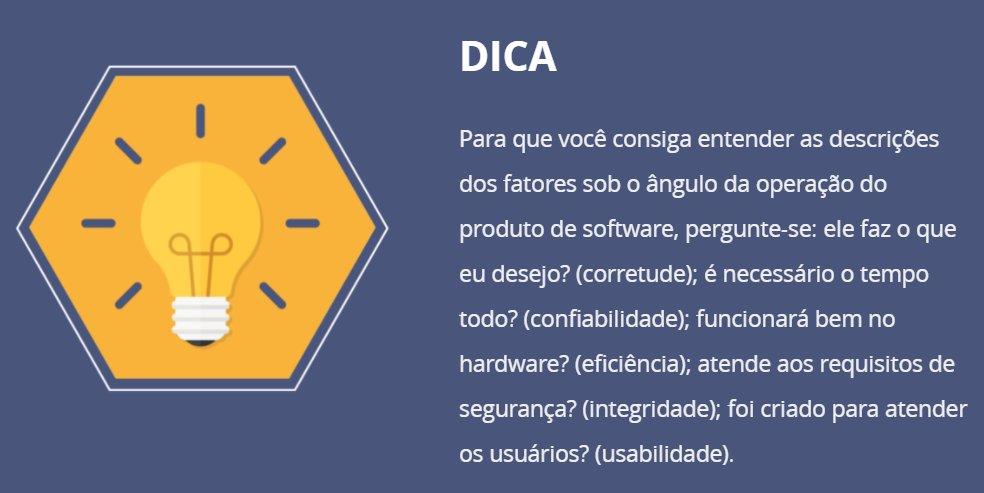 DICA
Para que você consiga entender as descrições
dos fatores sob o ângulo da operação do
produto de software, pergunte-se: ele faz o que
eu desejo? (corretude); é necessário o tempo
todo? (confiabilidade); funcionará bem no
hardware? (eficiência); atende aos requisitos de
segurança? (integridade); foi criado para atender
os usuários? (usabilidade).